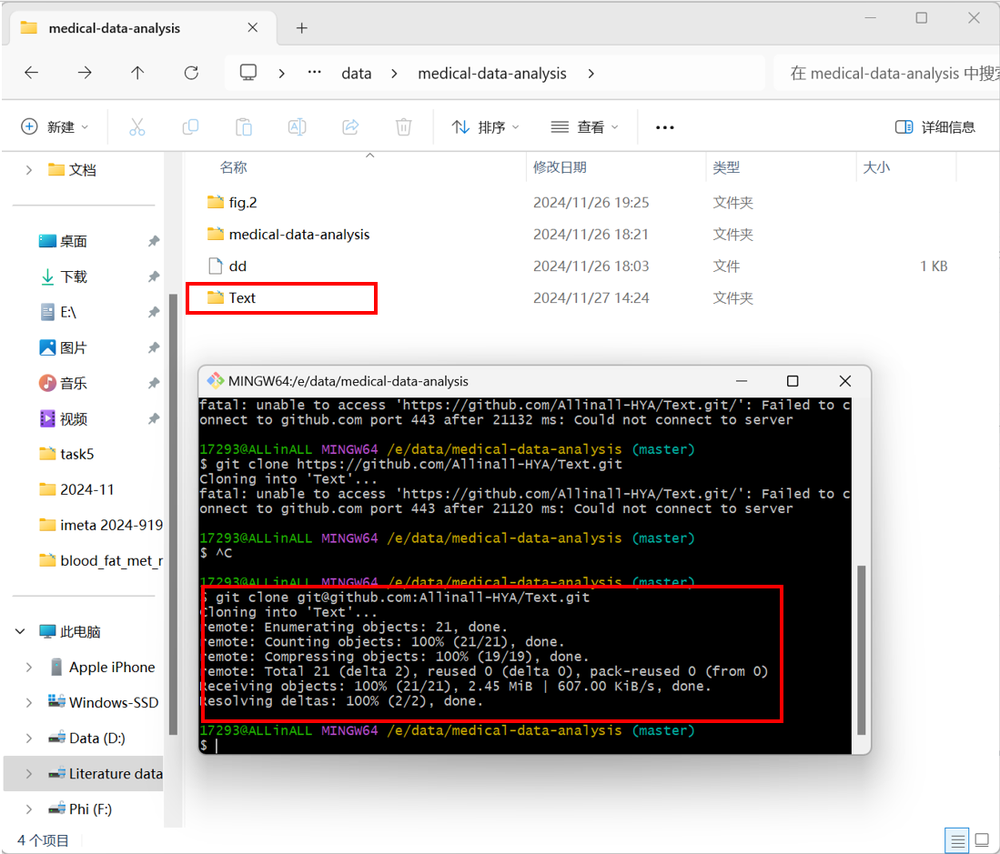 medical-data-analysis
data
medical-data-analysis
在 medical-data-analysis 中搜
新建
排序
查看
详细信息
文档
名称
修改日期
类型
大小
fig.2
2024/11/26 19:25
文件夹
medical-data-analysis
2024/11/26 18:21
文件夹
dd
2024/11/26 18:03
文件
1 KB
Text
2024/11/27 14:24
文件夹
桌面
下载
E:\
图片
音乐
视频
task5
2024-11
imeta 2024-919
blood_fat_met_r
此电脑
Apple iPhone
Windows-SSD
Data (D:)
Literature data
Phi (F:)
4 个项目
MINGW64:/e/data/medical-data-analysis
fatal: unable to access 'https://github.com/Allinall-HYA/Text.git/': Failed to c
onnect to github.com port 443 after 21132 ms: Could not connect to server
17293@ALLinALL MINGW64 /e/data/medical-data-analysis (master)
$ git clone https://github.com/Allinall-HYA/Text.git
Cloning into 'Text'...
fatal: unable to access 'https://github.com/Allinall-HYA/Text.git/': Failed to c
onnect to github.com port 443 after 21120 ms: Could not connect to server
17293@ALLinALL MINGW64 /e/data/medical-data-analysis (master)
$ ^C
17293@ALLinALL MINGW64 /e/data/medical-data-analysis (master)
$ git clone git@github.com:Allinall-HYA/Text.git
Cloning into 'Text'...
remote: Enumerating objects: 21, done.
remote: Counting objects: 100% (21/21), done.
remote: Compressing objects: 100% (19/19), done.
remote: Total 21 (delta 2), reused 0 (delta 0), pack-reused 0 (from 0)
Receiving objects: 100% (21/21), 2.45 MiB | 607.00 KiB/s, done.
Resolving deltas: 100% (2/2), done.
17293@ALLinALL MINGW64 /e/data/medical-data-analysis (master)
$